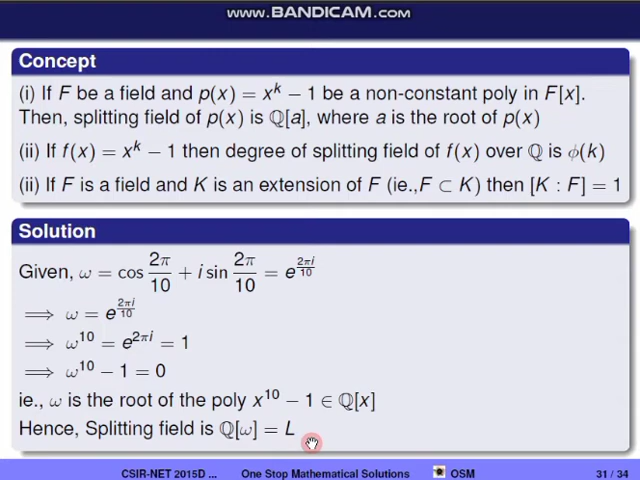 www.BANDICAM.com
Concept
(i) If F be a field and p(x) = x^k − 1 be a non-constant poly in F[x].
Then, splitting field of p(x) is ℚ[a], where a is the root of p(x)
(ii) If f(x) = x^k − 1 then degree of splitting field of f(x) over ℚ is ϕ(k)
(ii) If F is a field and K is an extension of F (ie.,F ⊂ K) then [K : F] = 1
Solution
Given, ω = cos 2π/10 + i sin 2π/10 = e^(2πi/10)
⟹ ω = e^(2πi/10)
⟹ ω^10 = e^(2πi) = 1
⟹ ω^10 − 1 = 0
ie., ω is the root of the poly x^10 − 1 ∈ ℚ[x]
Hence, Splitting field is ℚ[ω] = L
CSIR-NET 2015D ... One Stop Mathematical Solutions OSM 31 / 34